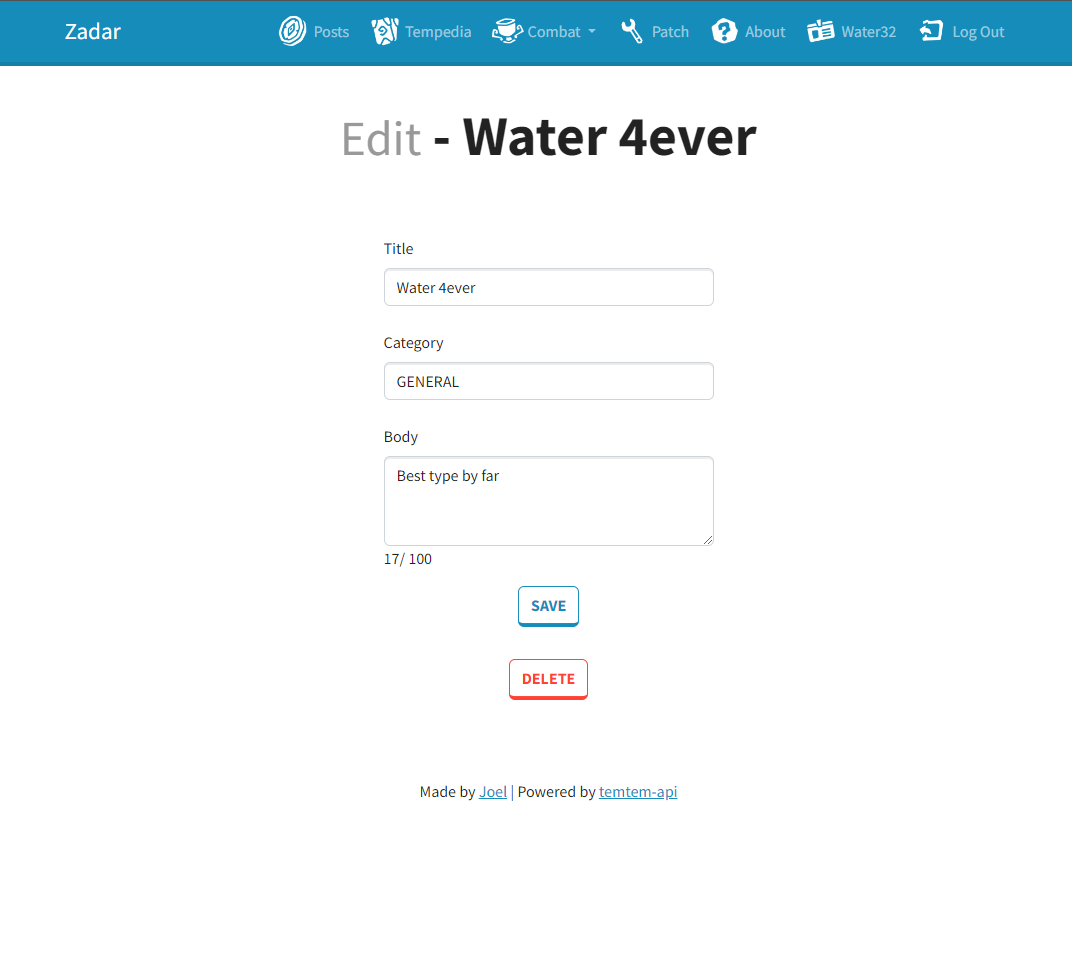 Zadar Posts Tempedia Combat Patch About Water32 Log Out
Edit - Water 4ever
Title
Water 4ever
Category
GENERAL
Body
Best type by far
17/ 100
SAVE
DELETE
Made by Joel | Powered by temtem-api